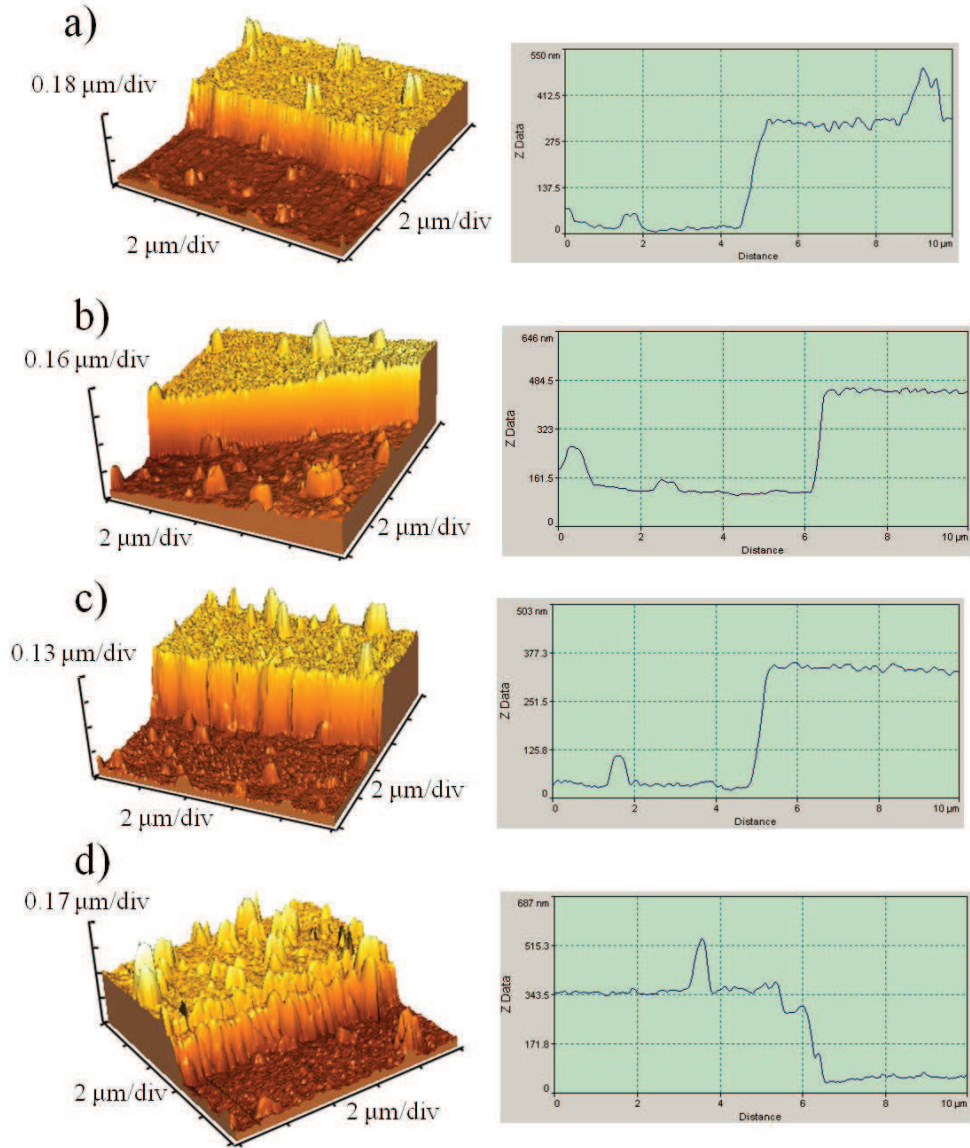 a)
0.18 µm/div
2 µm/div
2 µm/div
550 nm
412.5
275
137.5
0
Z Data
0 2 4 6 8 10 µm
Distance
b)
0.16 µm/div
2 µm/div
2 µm/div
646 nm
484.5
323
161.5
0
Z Data
0 2 4 6 8 10 µm
Distance
c)
0.13 µm/div
2 µm/div
2 µm/div
503 nm
377.3
251.5
125.8
0
Z Data
0 2 4 6 8 10 µm
Distance
d)
0.17 µm/div
2 µm/div
2 µm/div
687 nm
515.3
343.5
171.8
0
Z Data
0 2 4 6 8 10 µm
Distance